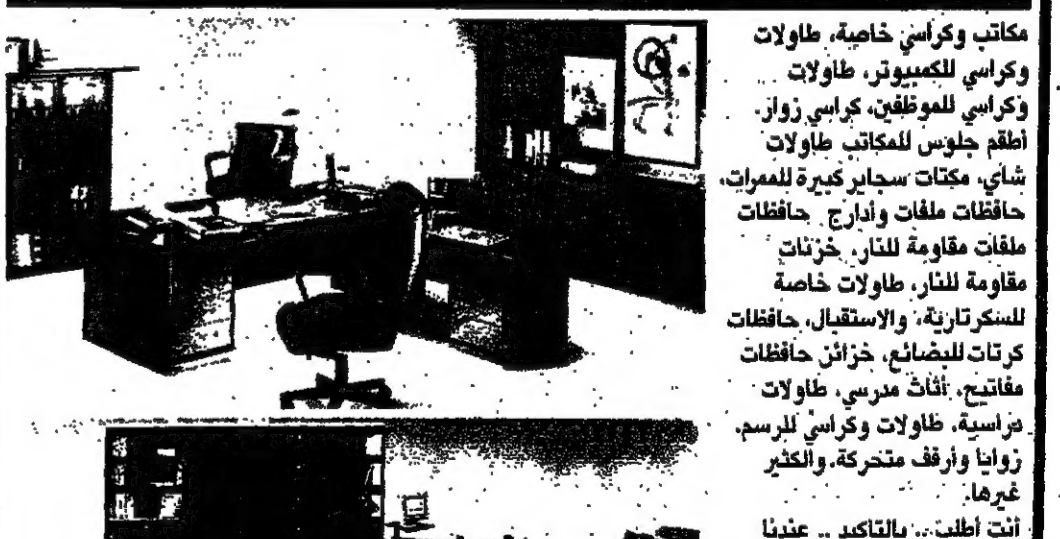 مكاتب وكراسي خاصة، طاولات
وكراسي للكمبيوتر، طاولات
وكراسي للموظفين، كراسي زوار.
أطقم جلوس للمكاتب طاولات
شاي، مكتات سجاير كبيرة للممرات،
حافظات ملفات وأدارج حافظات
ملفات مقاومة للنار، خزنات
مقاومة للنار، طاولات خاصة
للسكرتارية، والاستقبال، حافظات
كرتات للبضائع، خزائن حافظات
مفاتيح، أثاث مدرسي، طاولات
دراسية، طاولات وكراسي للرسم.
زوايا وأرفف متحركة. والكثير
غيرها.
أنت أطلب .. بالتاكيد .. عندنا